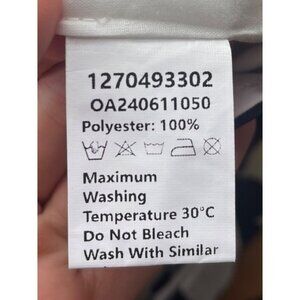 1270493302
OA240611050
Polyester: 100%
Maximum
Washing
Temperature 30°C
Do Not Bleach
Wash With Similar